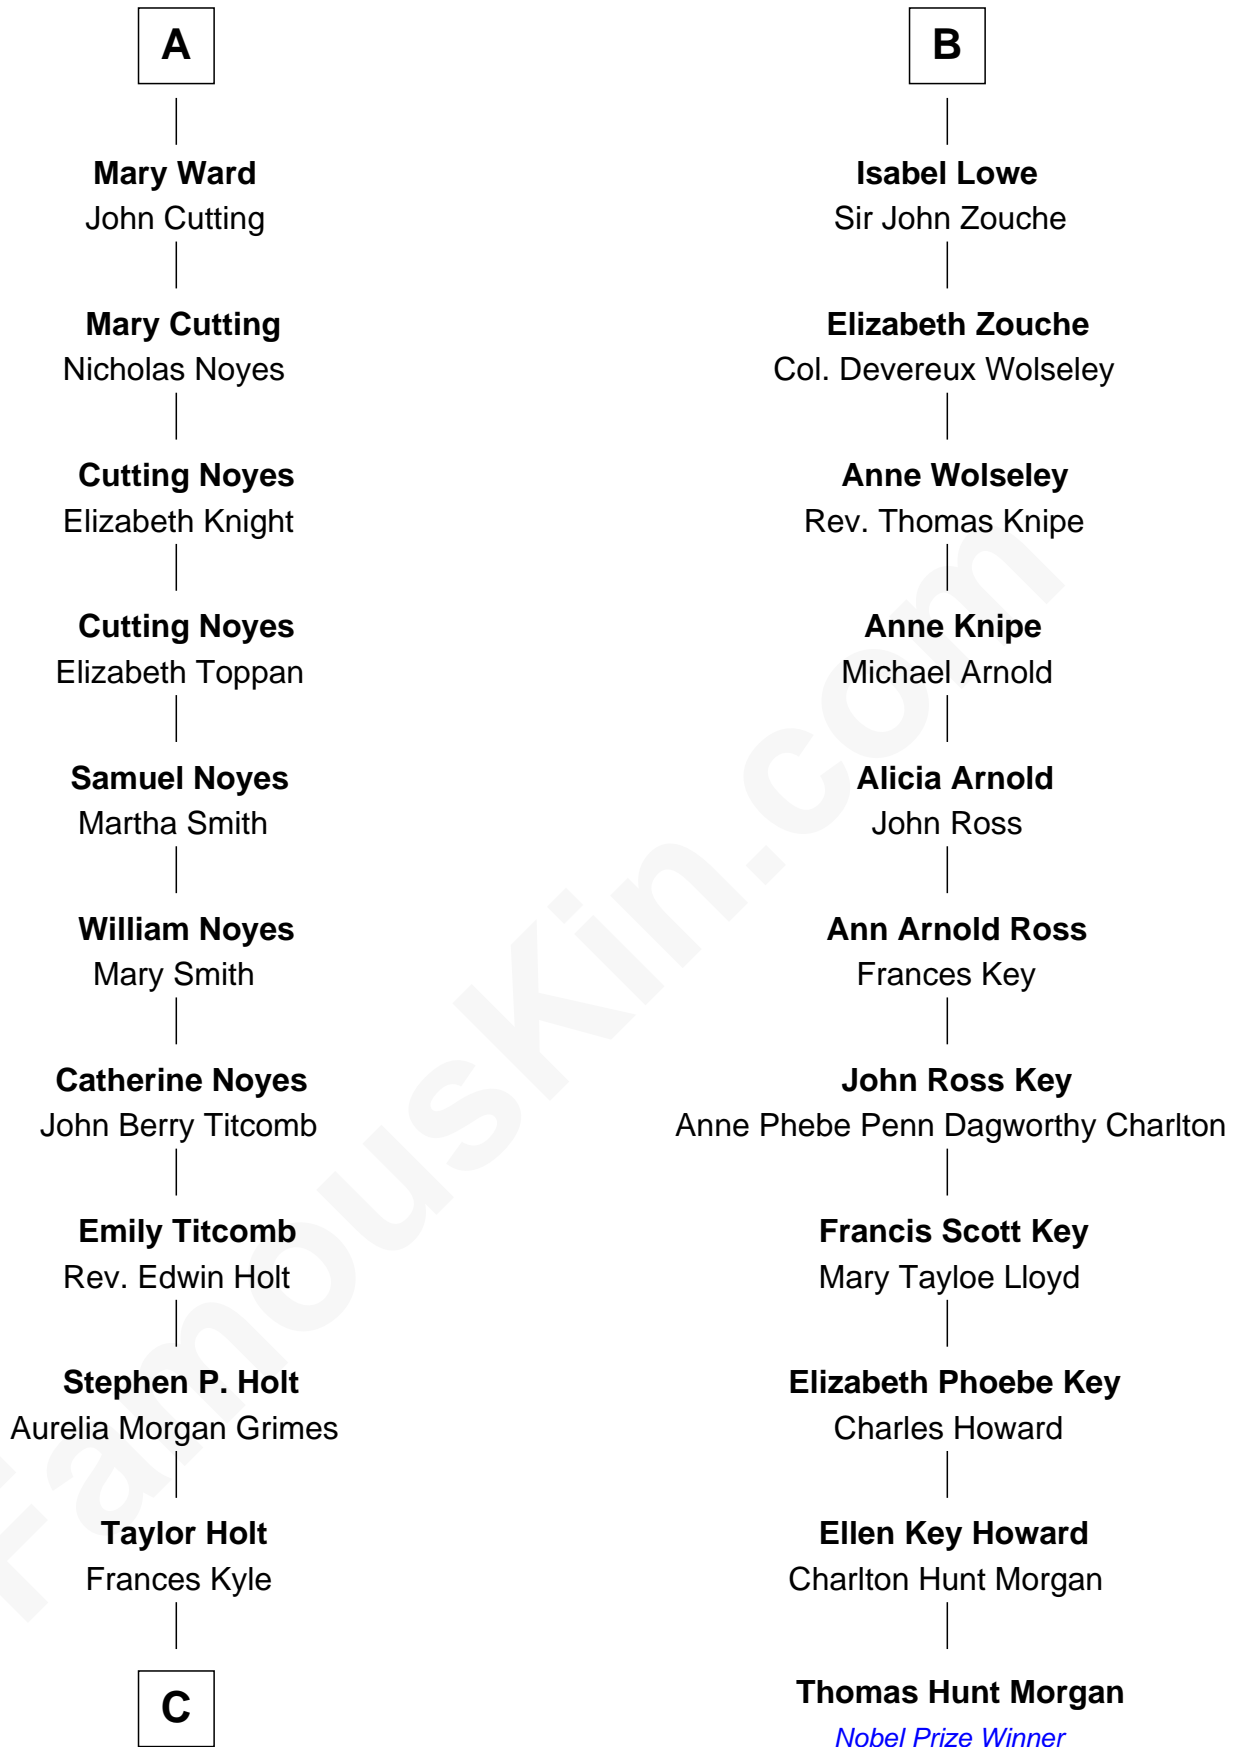 A
Mary Ward
John Cutting
Mary Cutting
Nicholas Noyes
Cutting Noyes
Elizabeth Knight
Cutting Noyes
Elizabeth Toppan
Samuel Noyes
Martha Smith
William Noyes
Mary Smith
Catherine Noyes
John Berry Titcomb
Emily Titcomb
Rev. Edwin Holt
Stephen P. Holt
Aurelia Morgan Grimes
Taylor Holt
Frances Kyle
C
B
Isabel Lowe
Sir John Zouche
Elizabeth Zouche
Col. Devereux Wolseley
Anne Wolseley
Rev. Thomas Knipe
Anne Knipe
Michael Arnold
Alicia Arnold
John Ross
Ann Arnold Ross
Frances Key
John Ross Key
Anne Phebe Penn Dagworthy Charlton
Francis Scott Key
Mary Tayloe Lloyd
Elizabeth Phoebe Key
Charles Howard
Ellen Key Howard
Charlton Hunt Morgan
Thomas Hunt Morgan
Nobel Prize Winner
FamousKin.com